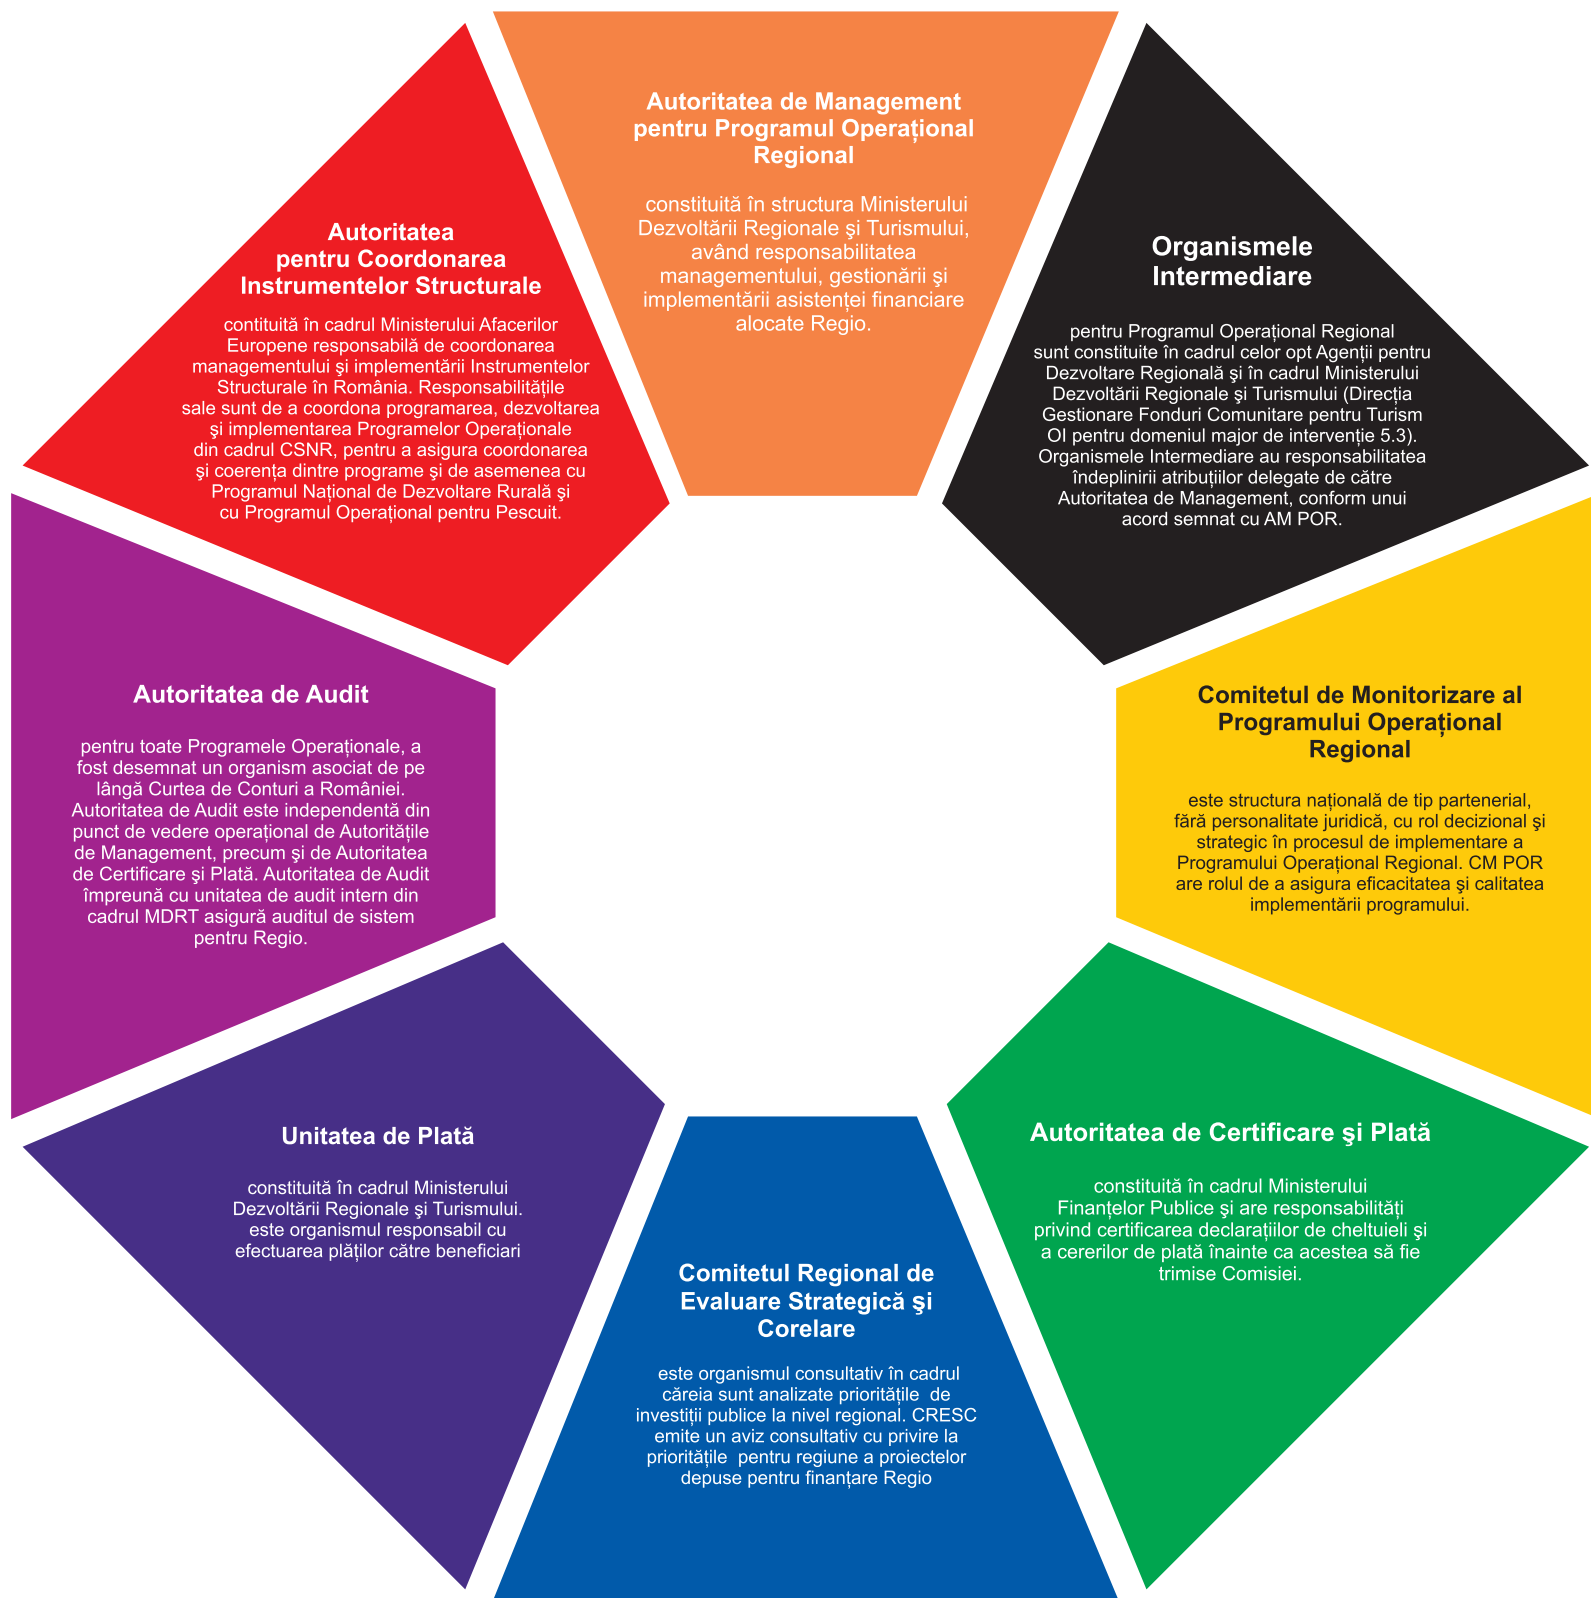 Autoritatea de Management
pentru Programul Operațional
Regional
constituită în structura Ministerului
Dezvoltării Regionale şi Turismului,
având responsabilitatea
managementului, gestionării şi
implementării asistenței financiare
alocate Regio.
Organismele
Intermediare
pentru Programul Operațional Regional
sunt constituite în cadrul celor opt Agenții pentru
Dezvoltare Regională şi în cadrul Ministerului
Dezvoltării Regionale şi Turismului (Direcția
Gestionare Fonduri Comunitare pentru Turism
OI pentru domeniul major de intervenție 5.3).
Organismele Intermediare au responsabilitatea
îndeplinirii atribuțiilor delegate de către
Autoritatea de Management, conform unui
acord semnat cu AM POR.
Comitetul de Monitorizare al
Programului Operațional
Regional
este structura națională de tip partenerial,
fără personalitate juridică, cu rol decizional şi
strategic în procesul de implementare a
Programului Operațional Regional. CM POR
are rolul de a asigura eficacitatea şi calitatea
implementării programului.
Autoritatea de Certificare şi Plată
constituită în cadrul Ministerului
Finanțelor Publice şi are responsabilități
privind certificarea declarațiilor de cheltuieli şi
a cererilor de plată înainte ca acestea să fie
trimise Comisiei.
Comitetul Regional de
Evaluare Strategică şi
Corelare
este organismul consultativ în cadrul
căreia sunt analizate prioritățile de
investiții publice la nivel regional. CRESC
emite un aviz consultativ cu privire la
prioritățile pentru regiune a proiectelor
depuse pentru finanțare Regio
Unitatea de Plată
constituită în cadrul Ministerului
Dezvoltării Regionale şi Turismului.
este organismul responsabil cu
efectuarea plăților către beneficiari
Autoritatea de Audit
pentru toate Programele Operaționale, a
fost desemnat un organism asociat de pe
lângă Curtea de Conturi a României.
Autoritatea de Audit este independentă din
punct de vedere operațional de Autoritățile
de Management, precum şi de Autoritatea
de Certificare şi Plată. Autoritatea de Audit
împreună cu unitatea de audit intern din
cadrul MDRT asigură auditul de sistem
pentru Regio.
Autoritatea
pentru Coordonarea
Instrumentelor Structurale
contituită în cadrul Ministerului Afacerilor
Europene responsabilă de coordonarea
managementului şi implementării Instrumentelor
Structurale în România. Responsabilitățile
sale sunt de a coordona programarea, dezvoltarea
şi implementarea Programelor Operaționale
din cadrul CSNR, pentru a asigura coordonarea
şi coerența dintre programe şi de asemenea cu
Programul Național de Dezvoltare Rurală şi
cu Programul Operațional pentru Pescuit.